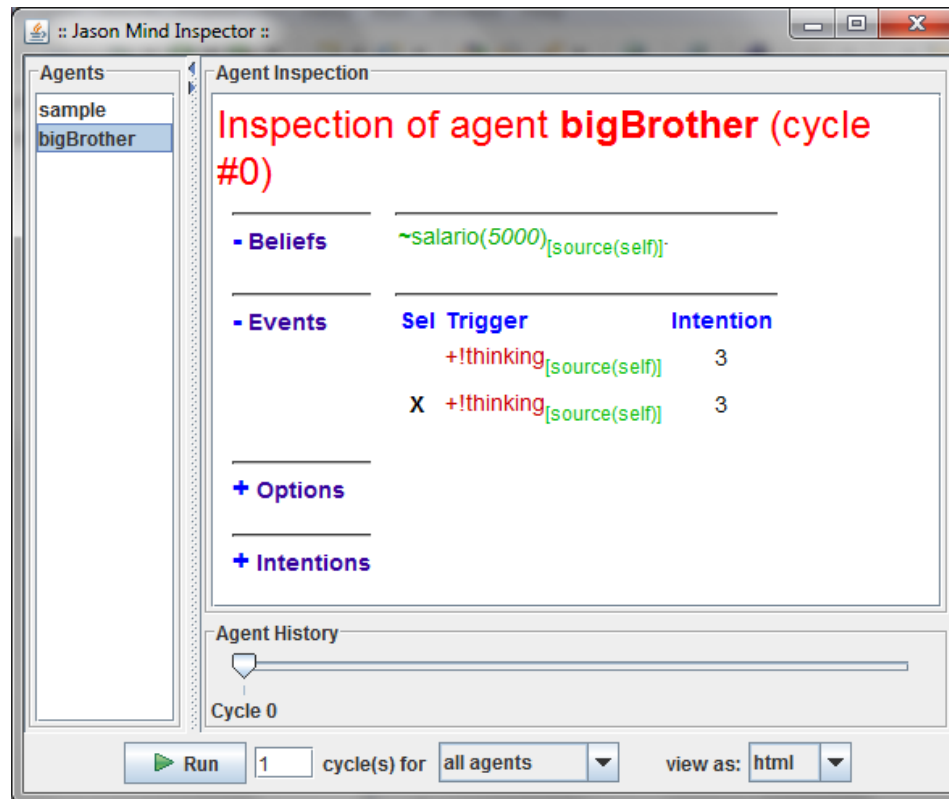 :: Jason Mind Inspector ::
Agents
sample
bigBrother
Agent Inspection
Inspection of agent bigBrother (cycle
#0)
- Beliefs ~salario(5000)[source(self)].
- Events Sel Trigger Intention
+!thinking[source(self)] 3
X +!thinking[source(self)] 3
+ Options
+ Intentions
Agent History
Cycle 0
Run 1 cycle(s) for all agents view as: html